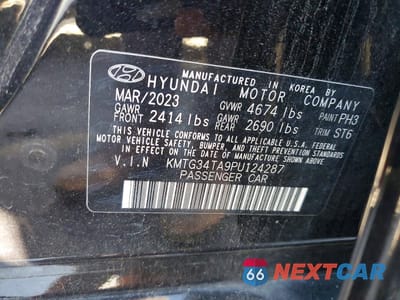 MANUFACTURED IN KOREA BY
HYUNDAI MOTOR COMPANY
MAR/2023 GVWR 4674 lbs PAINT PH3
GAWR FRONT 2414 lbs GAWR REAR 2690 lbs TRIM ST6
THIS VEHICLE CONFORMS TO ALL APPLICABLE U.S.A. FEDERAL
MOTOR VEHICLE SAFETY, BUMPER, AND THEFT PREVENTION
STANDARDS IN EFFECT ON THE DATE OF MANUFACTURE SHOWN ABOVE.
V.I.N KMTG34TA9PU124287
PASSENGER CAR
66 NEXTCAR